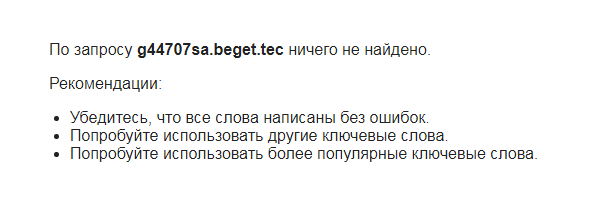 По запросу g44707sa.beget.tec ничего не найдено.
Рекомендации:
Убедитесь, что все слова написаны без ошибок.
Попробуйте использовать другие ключевые слова.
Попробуйте использовать более популярные ключевые слова.